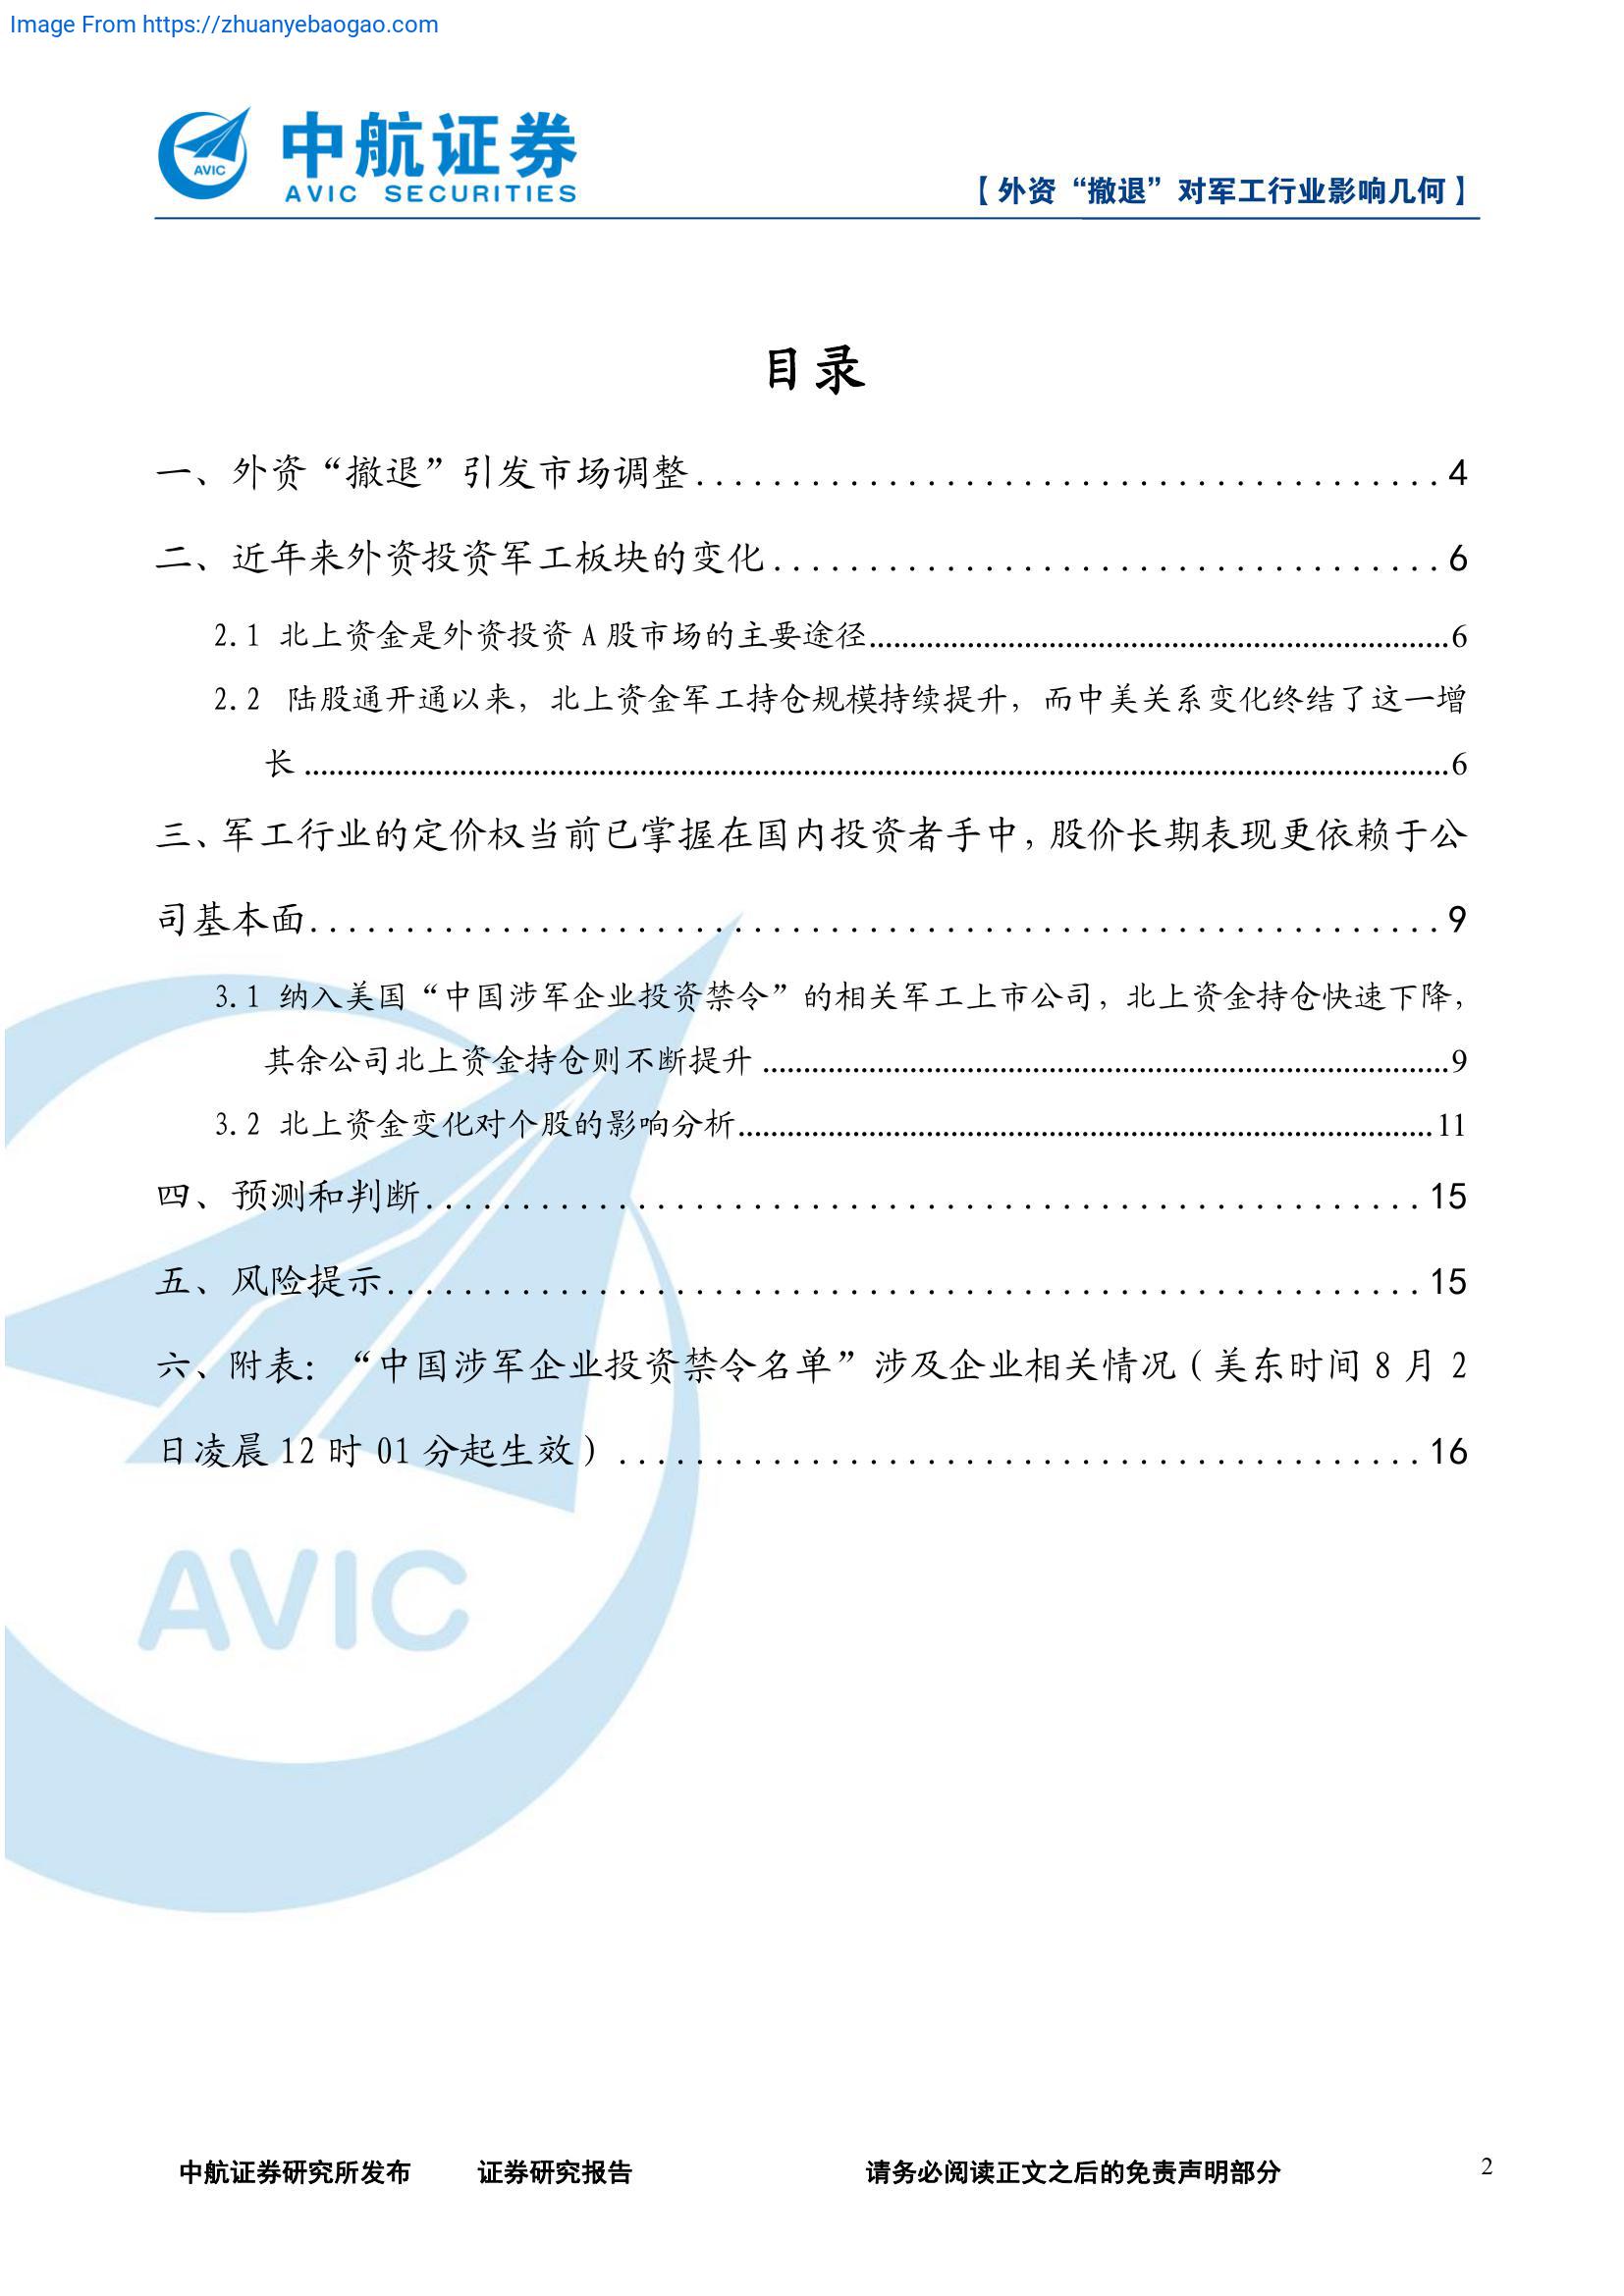 Image From https://zhuanyebaogao.com
中航证券
AVIC SECURITIES
AVIC
【外资“撤退”对军工行业影响几何】
目录
一、外资“撤退”引发市场调整.......................................4
二、近年来外资投资军工板块的变化...................................6
2.1 北上资金是外资投资 A 股市场的主要途径.......................................6
2.2 陆股通开通以来，北上资金军工持仓规模持续提升，而中美关系变化终结了这一增
长.......................................6
三、军工行业的定价权当前已掌握在国内投资者手中，股价长期表现更依赖于公
司基本面.......................................9
3.1 纳入美国“中国涉军企业投资禁令”的相关军工上市公司，北上资金持仓快速下降，
其余公司北上资金持仓则不断提升.......................................9
3.2 北上资金变化对个股的影响分析.......................................11
四、预测和判断.......................................15
五、风险提示.......................................15
六、附表：“中国涉军企业投资禁令名单”涉及企业相关情况（美东时间 8 月 2
日凌晨 12 时 01 分起生效）.......................................16
AVIC
中航证券研究所发布 证券研究报告 请务必阅读正文之后的免责声明部分 2